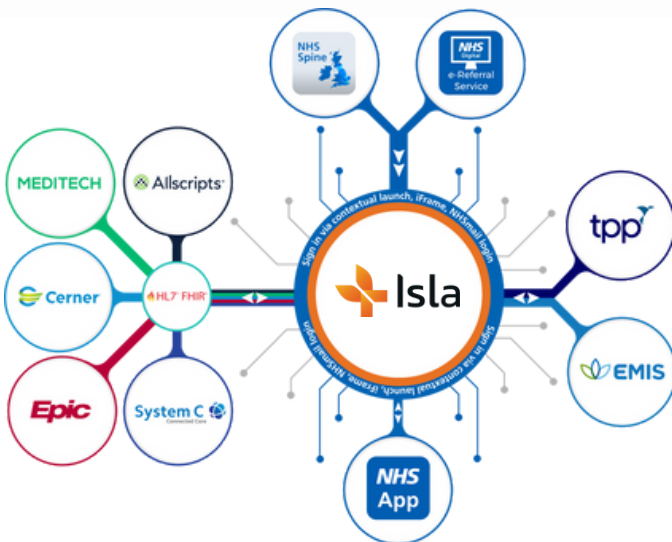 NHS
Spine
NHS
Digital
e-Referral
Service
MEDITECH
Allscripts
Sign in via contextual launch, iFrame, NHSmail login
tpp
Cerner
HL7® FHIR®
Isla
EMIS
Epic
System C
Connected Care
Sign in via contextual launch, iFrame, NHSmail login
NHS
App